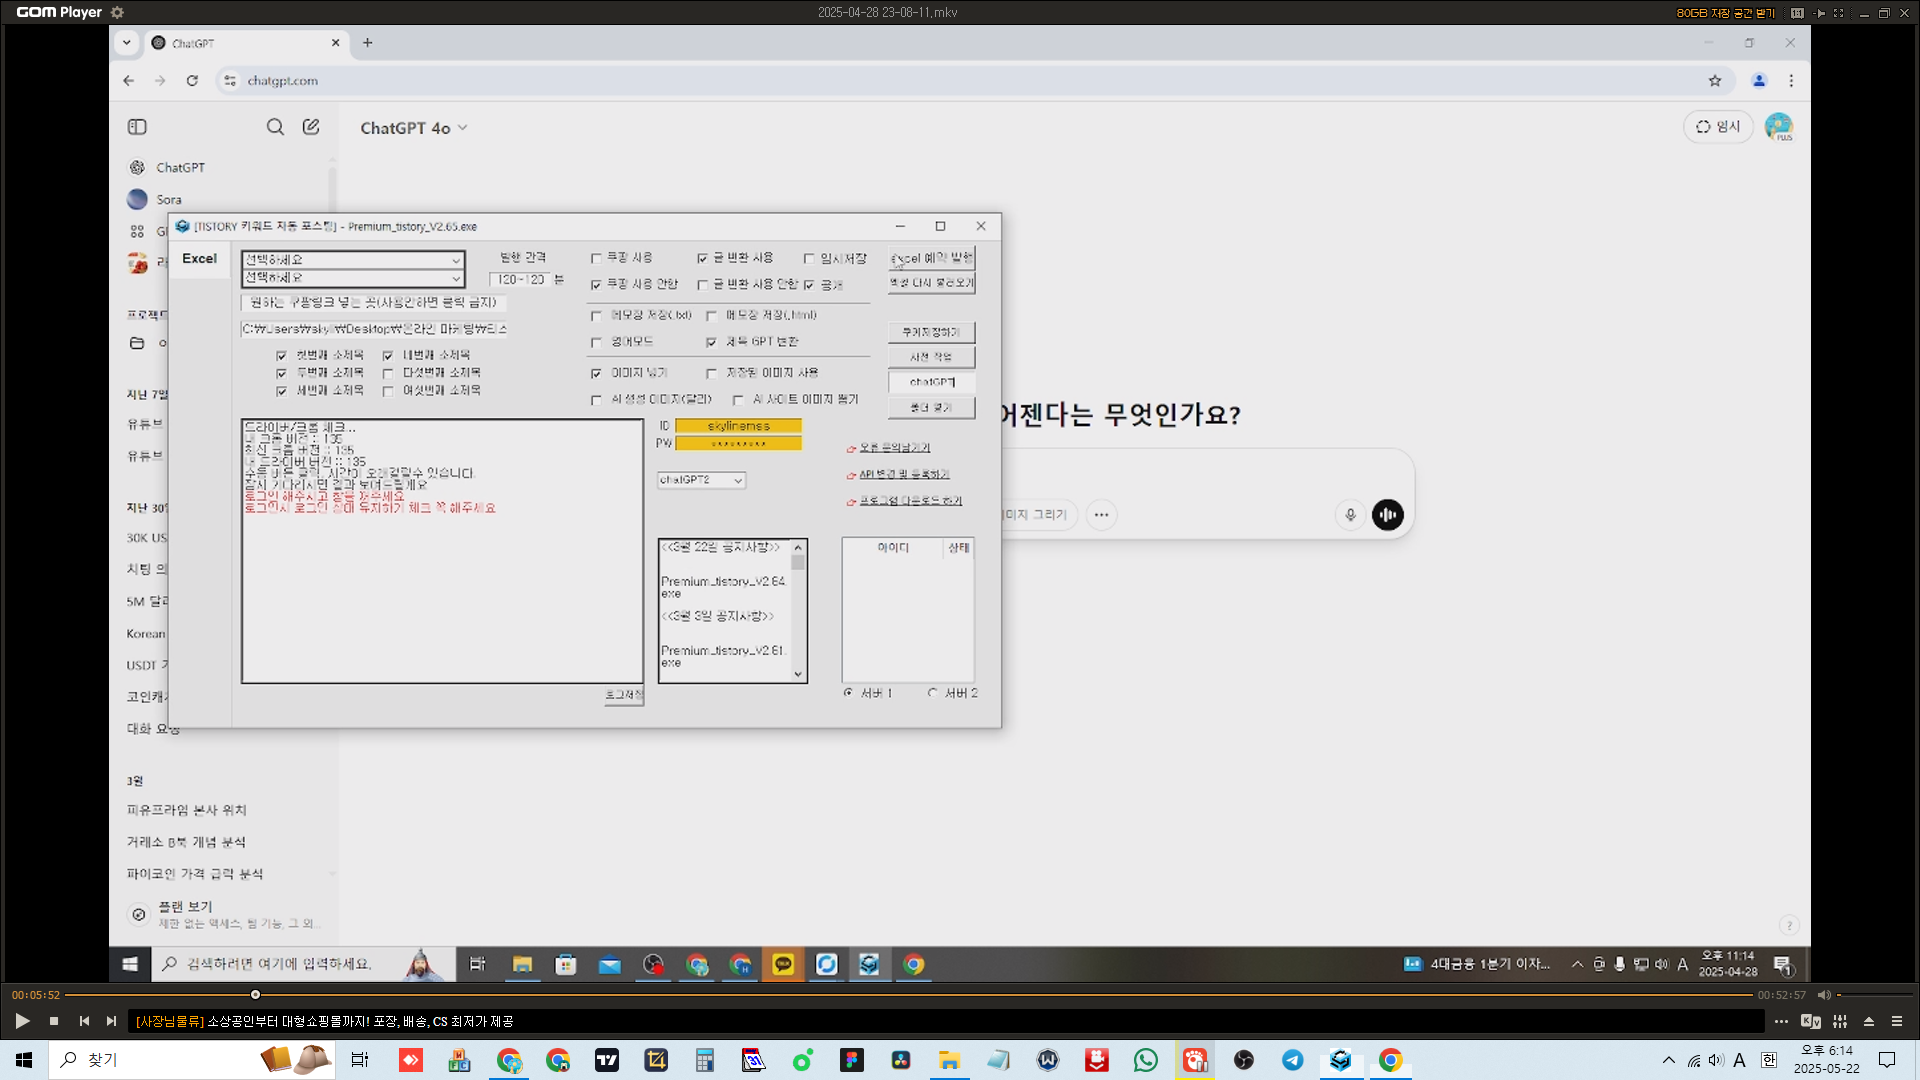 GOM Player
2025-04-28 23-08-11.mkv
80GB 저장 공간 받기
ChatGPT
chatgpt.com
ChatGPT 4o
임시
PLUS
ChatGPT
Sora
[TISTORY 키워드 자동 포스팅] - Premium_tistory_V2.65.exe
Excel
선택하세요
선택하세요
발행 간격
120~120 분
쿠팡 사용
글 변환 사용
임시저장
Excel 예약 발행
쿠팡 사용 안함
글 변환 사용 안함
공개
엑셀 다시 불러오기
원하는 쿠팡링크 넣는 곳(사용안하면 클릭 금지)
C:₩Users₩skyli₩Desktop₩온라인 마케팅₩티스
메모장 저장(.txt)
메모장 저장(.html)
쿠키저장하기
영어모드
제목 GPT 변환
사전 작업
첫번째 소제목
네번째 소제목
두번째 소제목
다섯번째 소제목
세번째 소제목
여섯번째 소제목
이미지 넣기
저장된 이미지 사용
chatGPT
AI 생성 이미지(달리)
AI 사이트 이미지 뽑기
폴더 열기
드라이버/크롬 체크..
내 크롬 버전 :: 135
최신 크롬 버전 :: 135
내 드라이버 버전 :: 135
수동 버튼 클릭, 시간이 오래걸릴수 있습니다.
잠시 기다리시면 결과 보여드릴게요
로그인 해주시고 창을 꺼주세요
로그인시 로그인 상태 유지하기 체크 꼭 해주세요
ID skylinemss
PW *********
chatGPT2
오류 문의남기기
API 변경 및 등록하기
프로그램 다운로드 하기
<<3월 22일 공지사항>>
Premium_tistory_V2.64.
exe
<<3월 3일 공지사항>>
Premium_tistory_V2.61.
exe
아이디
상태
로그저장
서버 1
서버 2
어젠다는 무엇인가요?
이미지 그리기
프로젝트
지난 7일
유튜브
유튜브
지난 30일
30K US
치팅 의
5M 달러
Korean
USDT
코인캐
대화 요청
3월
피유프라임 본사 위치
거래소 B북 개념 분석
파이코인 가격 급락 분석
플랜 보기
제한 없는 액세스, 팀 기능, 그 외...
검색하려면 여기에 입력하세요.
TALK
4대금융 1분기 이자...
A
오후 11:14
2025-04-28
1
00:05:52
00:52:57
[사장님물류] 소상공인부터 대형쇼핑몰까지! 포장, 배송, CS 최저가 제공
찾기
A
한
오후 6:14
2025-05-22